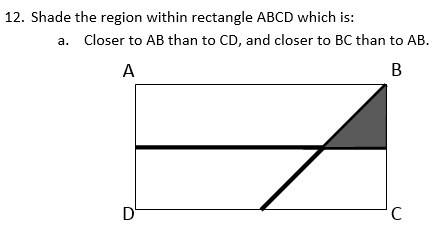 12. Shade the region within rectangle ABCD which is:
a. Closer to AB than to CD, and closer to BC than to AB.
A B
D C